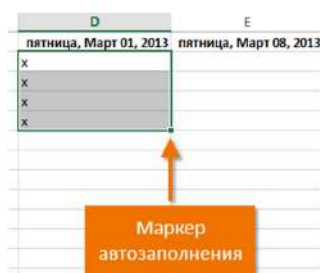 D E
пятница, Март 01, 2013 пятница, Март 08, 2013
x
x
x
x
Маркер
автозаполнения